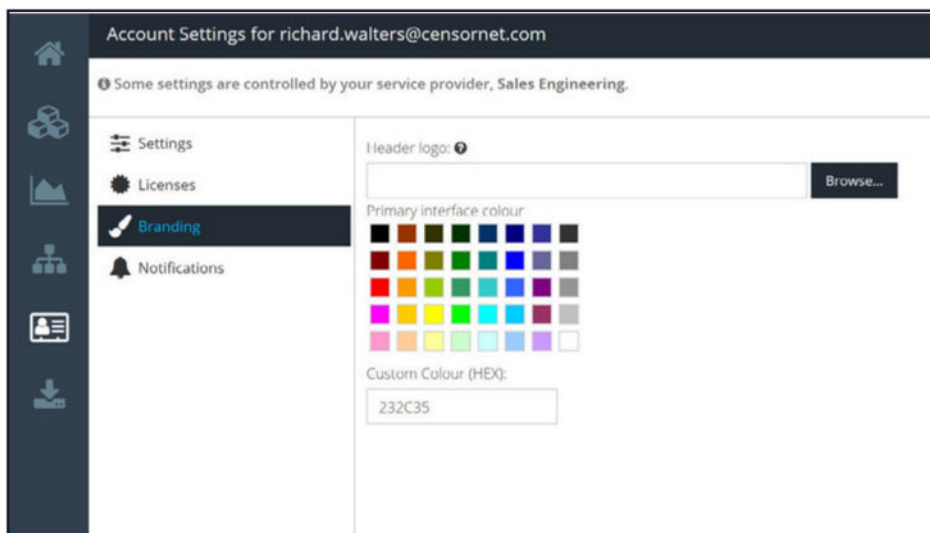 Account Settings for richard.walters@censornet.com
Some settings are controlled by your service provider, Sales Engineering.
Settings
Licenses
Branding
Notifications
Header logo:
Browse...
Primary interface colour
Custom Colour (HEX):
232C35